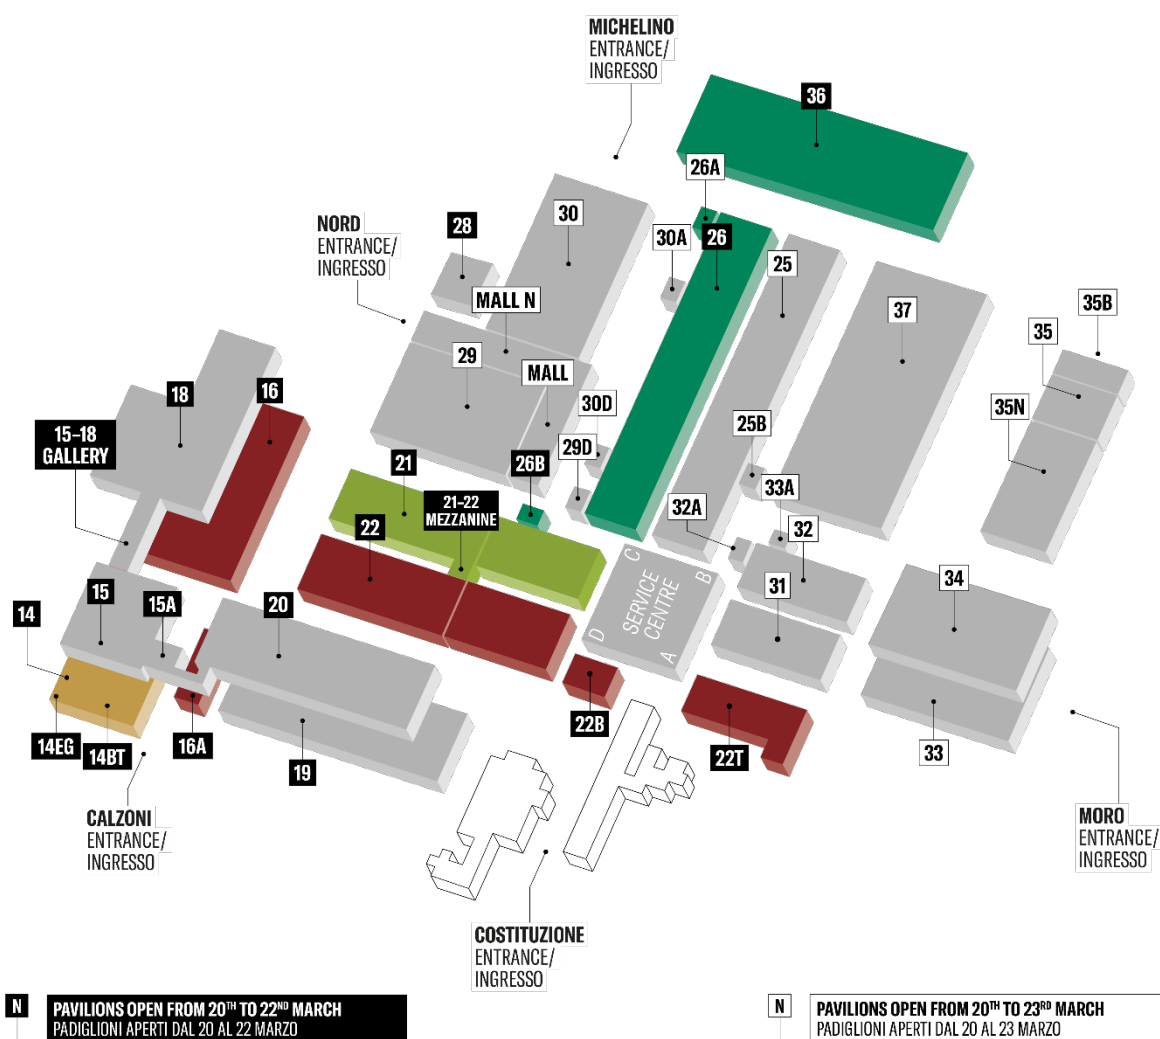 MICHELINO
ENTRANCE/
INGRESSO
36
26A
NORD
ENTRANCE/
INGRESSO
28
30
30A
26
25
MALL N
37
35B
35
29
MALL
18
16
30D
35N
15-18
GALLERY
25B
29D
26B
21
21-22
MEZZANINE
33A
32A
32
22
C
B
SERVICE
CENTRE
D
A
34
31
15
15A
20
14
14EG
14BT
16A
19
22B
22T
33
CALZONI
ENTRANCE/
INGRESSO
MORO
ENTRANCE/
INGRESSO
COSTITUZIONE
ENTRANCE/
INGRESSO
N
PAVILIONS OPEN FROM 20TH TO 22ND MARCH
PADIGLIONI APERTI DAL 20 AL 22 MARZO
N
PAVILIONS OPEN FROM 20TH TO 23RD MARCH
PADIGLIONI APERTI DAL 20 AL 23 MARZO